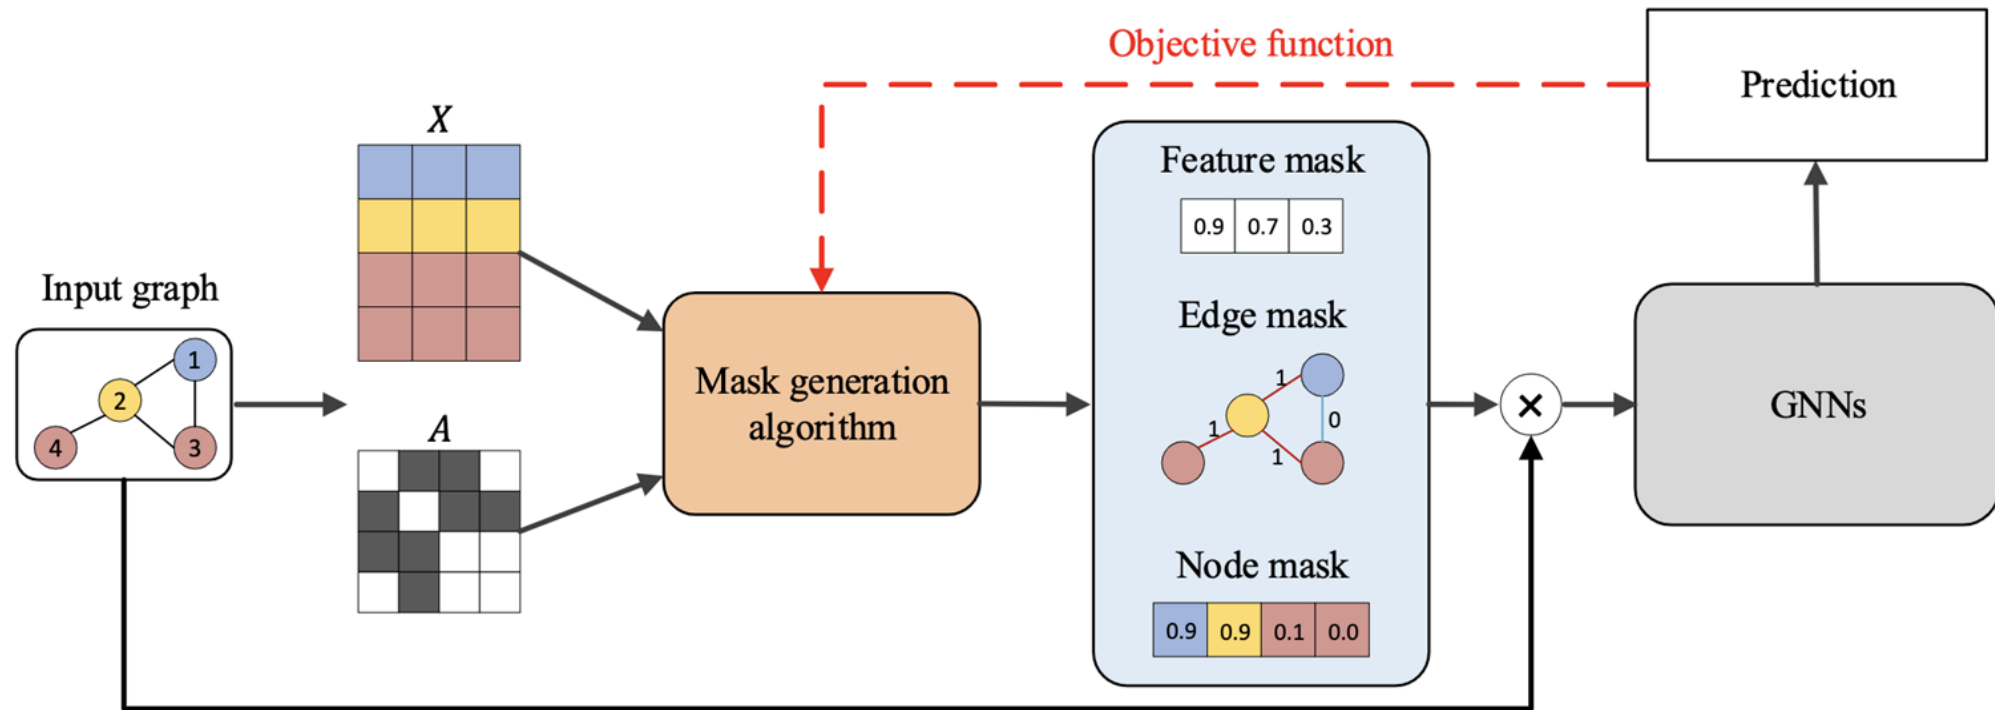 Objective function
Prediction
X
Feature mask
0.9 0.7 0.3
Input graph
Edge mask
1
2
4
3
Mask generation
algorithm
1
0
1
1
GNNs
A
Node mask
0.9 0.9 0.1 0.0
×